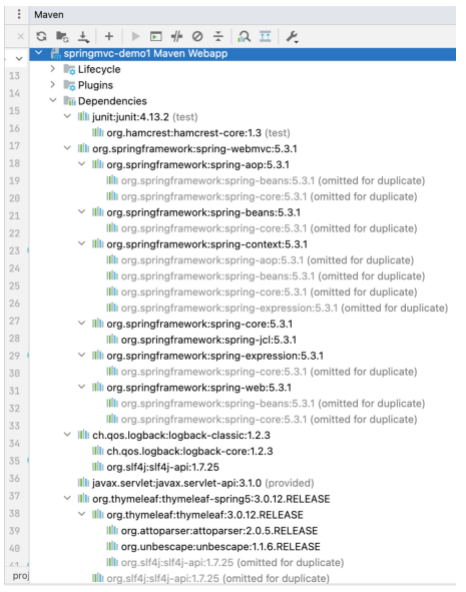 Maven
springmvc-demo1 Maven Webapp
13 Lifecycle
14 Plugins
Dependencies
15 junit:junit:4.13.2 (test)
16 org.hamcrest:hamcrest-core:1.3 (test)
17 org.springframework:spring-webmvc:5.3.1
18 org.springframework:spring-aop:5.3.1
19 org.springframework:spring-beans:5.3.1 (omitted for duplicate)
20 org.springframework:spring-core:5.3.1 (omitted for duplicate)
21 org.springframework:spring-beans:5.3.1
22 org.springframework:spring-core:5.3.1 (omitted for duplicate)
23 org.springframework:spring-context:5.3.1
24 org.springframework:spring-aop:5.3.1 (omitted for duplicate)
25 org.springframework:spring-beans:5.3.1 (omitted for duplicate)
org.springframework:spring-core:5.3.1 (omitted for duplicate)
26 org.springframework:spring-expression:5.3.1 (omitted for duplicate)
27 org.springframework:spring-core:5.3.1
28 org.springframework:spring-jcl:5.3.1
29 org.springframework:spring-expression:5.3.1
30 org.springframework:spring-core:5.3.1 (omitted for duplicate)
31 org.springframework:spring-web:5.3.1
32 org.springframework:spring-beans:5.3.1 (omitted for duplicate)
33 org.springframework:spring-core:5.3.1 (omitted for duplicate)
34 ch.qos.logback:logback-classic:1.2.3
ch.qos.logback:logback-core:1.2.3
35 org.slf4j:slf4j-api:1.7.25
36 javax.servlet:javax.servlet-api:3.1.0 (provided)
37 org.thymeleaf:thymeleaf-spring5:3.0.12.RELEASE
38 org.thymeleaf:thymeleaf:3.0.12.RELEASE
39 org.attoparser:attoparser:2.0.5.RELEASE
40 org.unbescape:unbescape:1.1.6.RELEASE
41 org.slf4j:slf4j-api:1.7.25 (omitted for duplicate)
proj org.slf4j:slf4j-api:1.7.25 (omitted for duplicate)